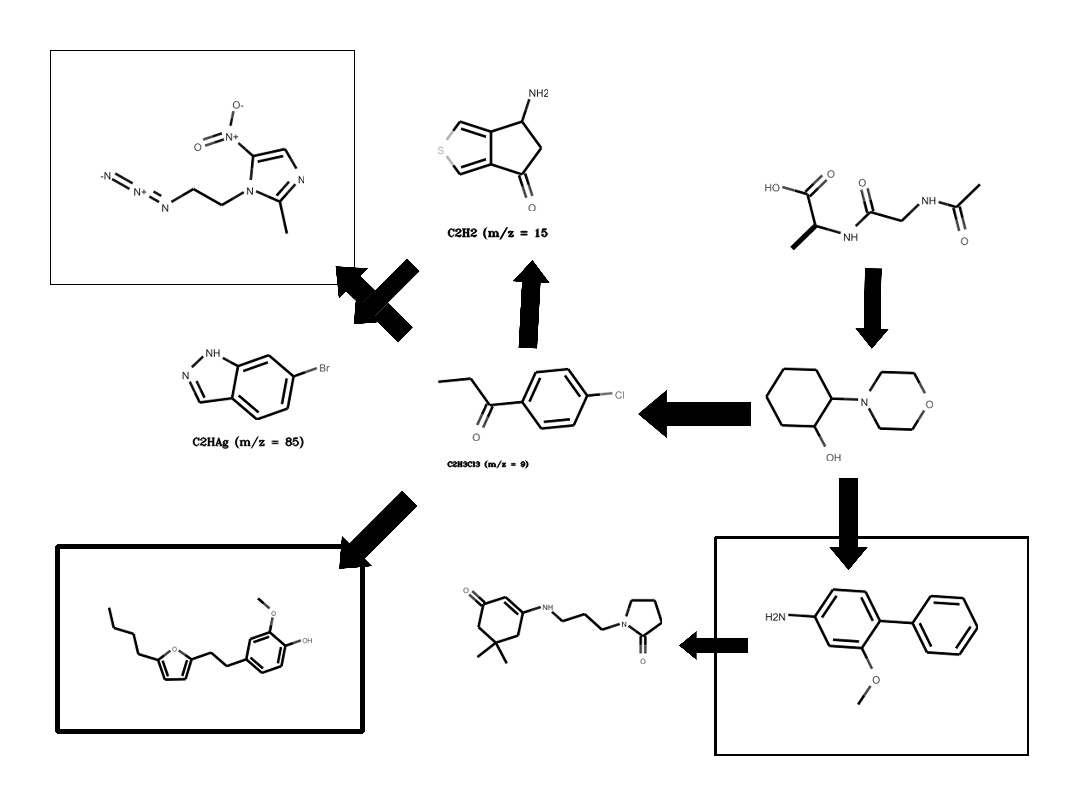 O-
N+
O
-N
N+
N
N
N
NH2
S
O
C2H2 (m/z = 15
HO
O
O
NH
NH
O
NH
N
Br
C2HAg (m/z = 85)
Cl
O
C2H3Cl3 (m/z = 9)
N
O
OH
O
OH
O
O
NH
N
O
H2N
O